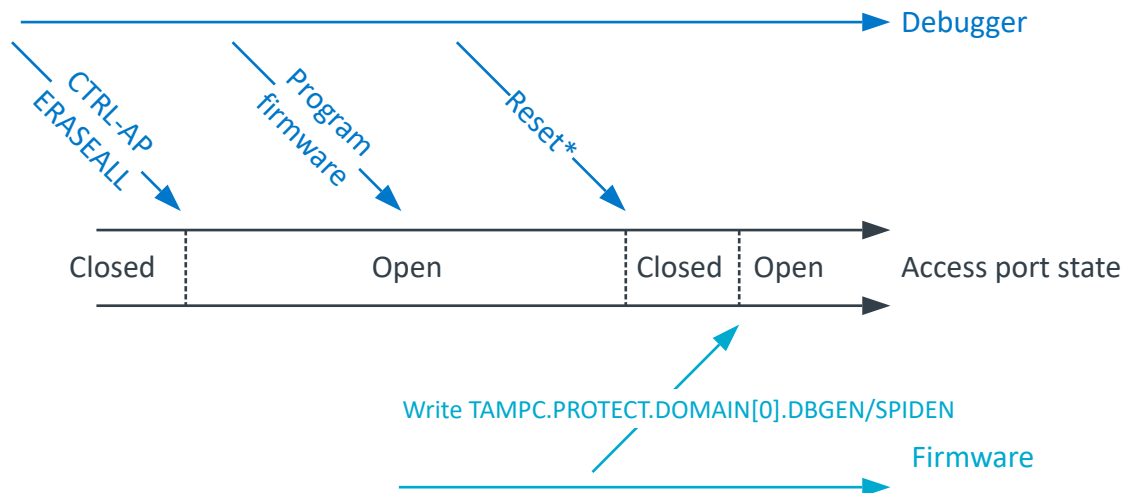 Debugger
CTRL-AP
ERASEALL
Program
firmware
Reset*
Closed
Open
Closed
Open
Access port state
Write TAMPC.PROTECT.DOMAIN[0].DBGEN/SPIDEN
Firmware